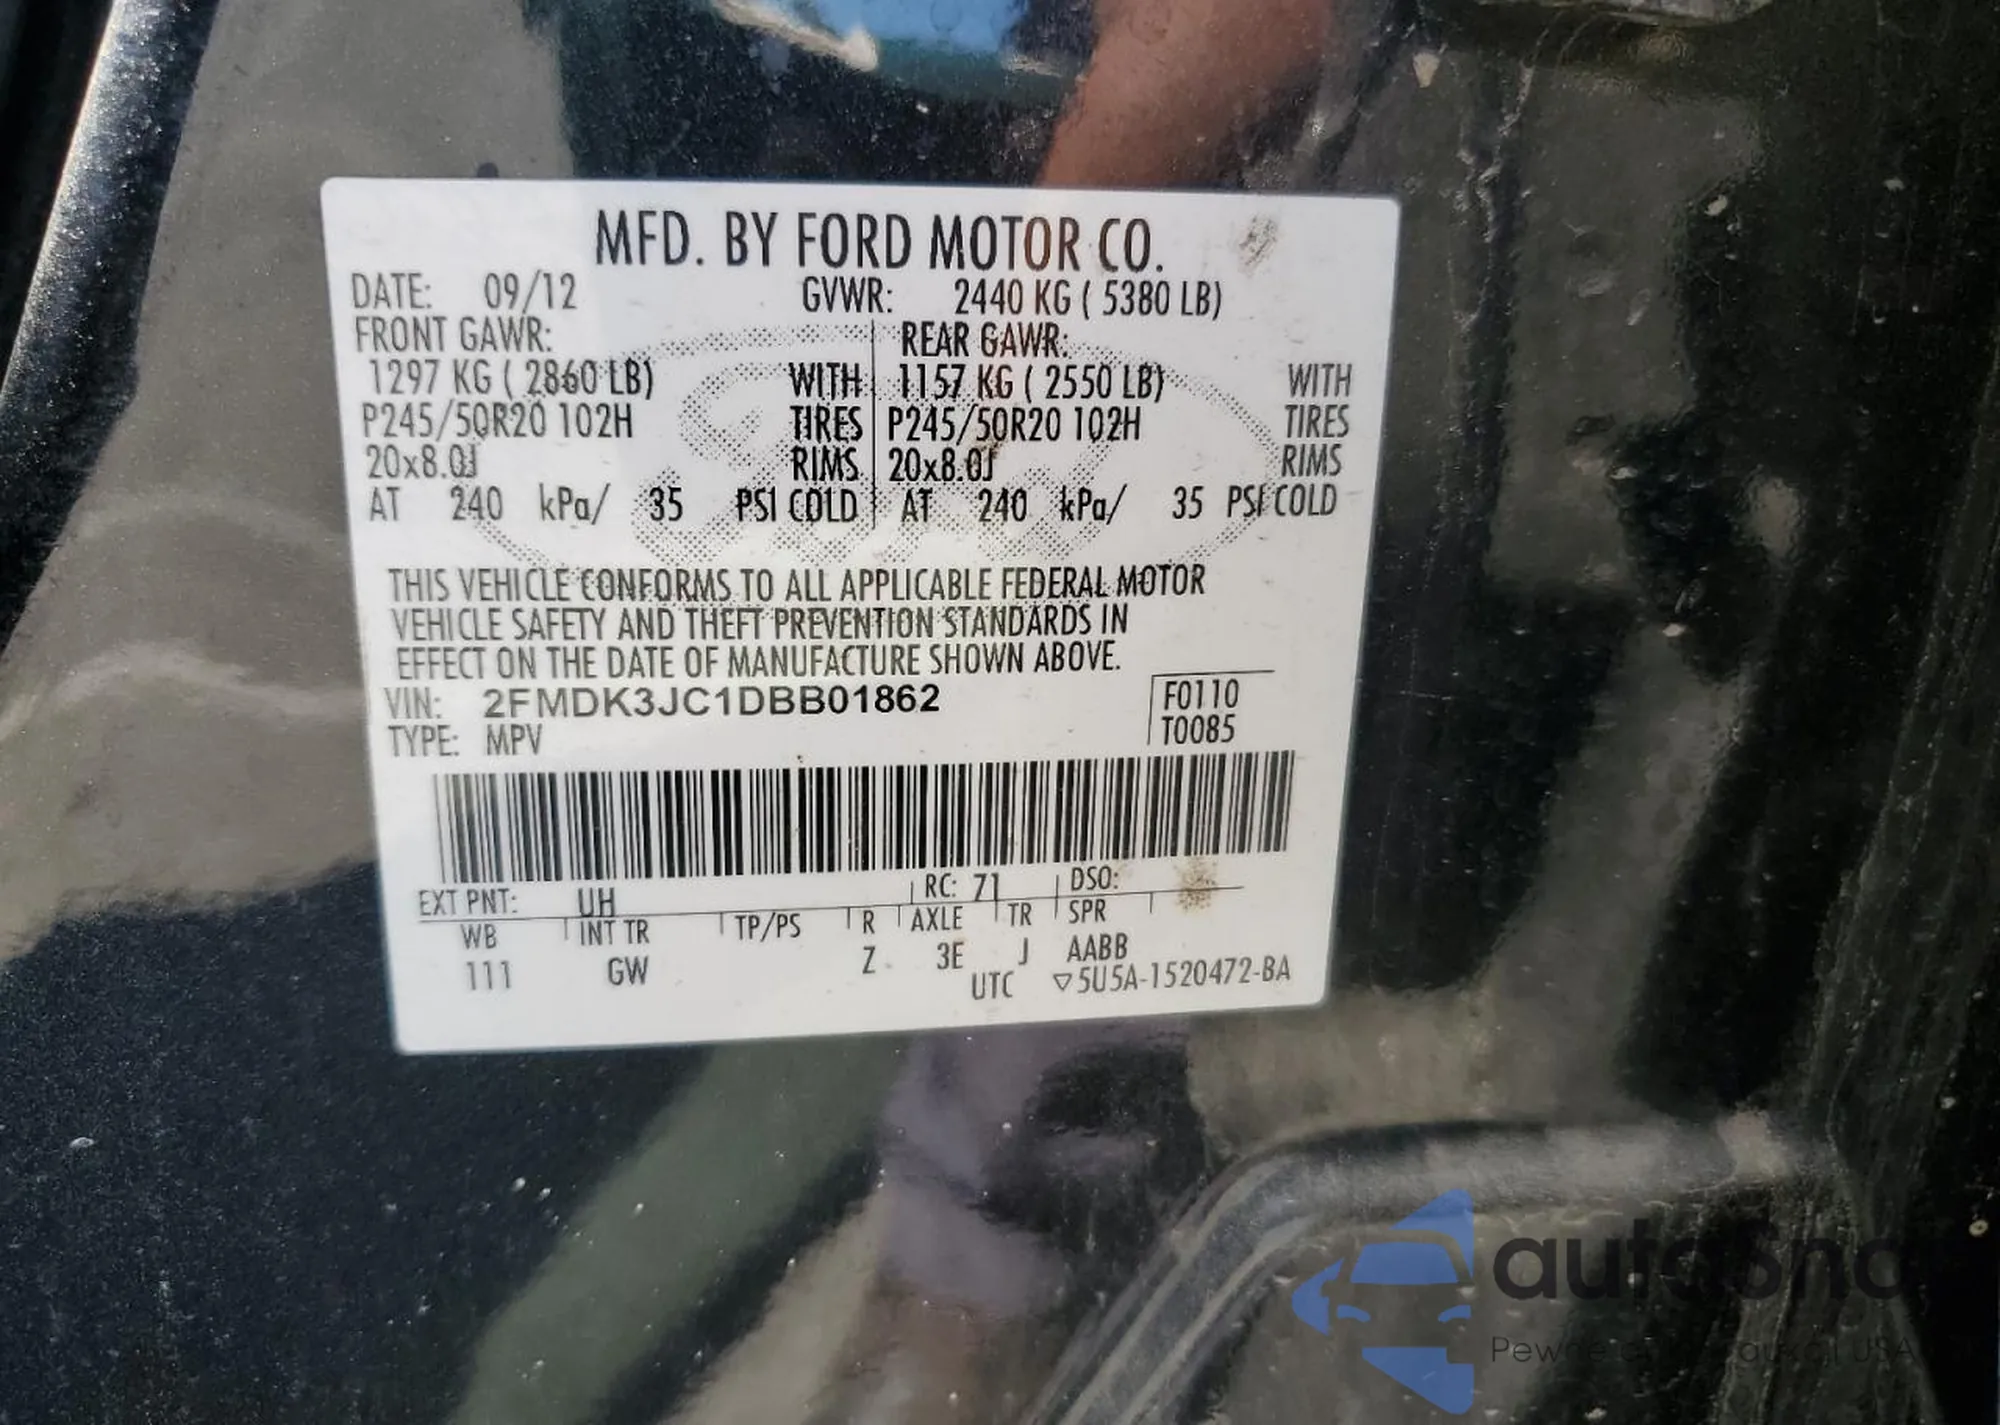 MFD. BY FORD MOTOR CO.
DATE: 09/12 GVWR: 2440 KG ( 5380 LB)
FRONT GAWR: REAR GAWR:
1297 KG ( 2860 LB) WITH 1157 KG ( 2550 LB) WITH
P245/50R20 102H TIRES P245/50R20 102H TIRES
20x8.0J RIMS 20x8.0J RIMS
AT 240 kPa/ 35 PSI COLD AT 240 kPa/ 35 PSI COLD
THIS VEHICLE CONFORMS TO ALL APPLICABLE FEDERAL MOTOR
VEHICLE SAFETY AND THEFT PREVENTION STANDARDS IN
EFFECT ON THE DATE OF MANUFACTURE SHOWN ABOVE.
VIN: 2FMDK3JC1DBB01862 F0110
TYPE: MPV T0085
EXT PNT: UH RC: 71 DSO:
WB INT TR TP/PS R AXLE TR SPR
111 GW Z 3E J AABB
UTC ▽5U5A-1520472-BA
Pewne USA